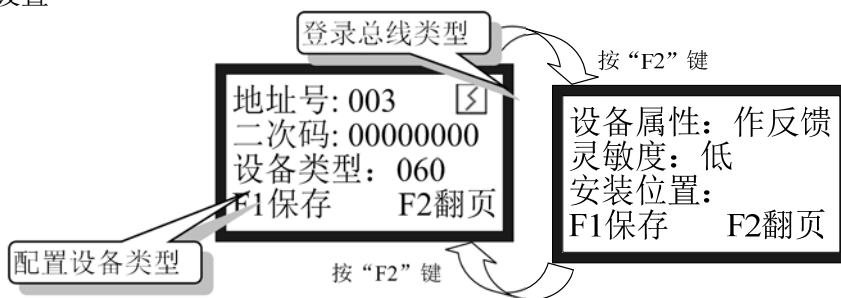 登录总线类型
按“F2”键
地址号: 003
二次码: 00000000
设备类型：060
F1保存 F2翻页
设备属性：作反馈
灵敏度：低
安装位置：
F1保存 F2翻页
配置设备类型
按“F2”键